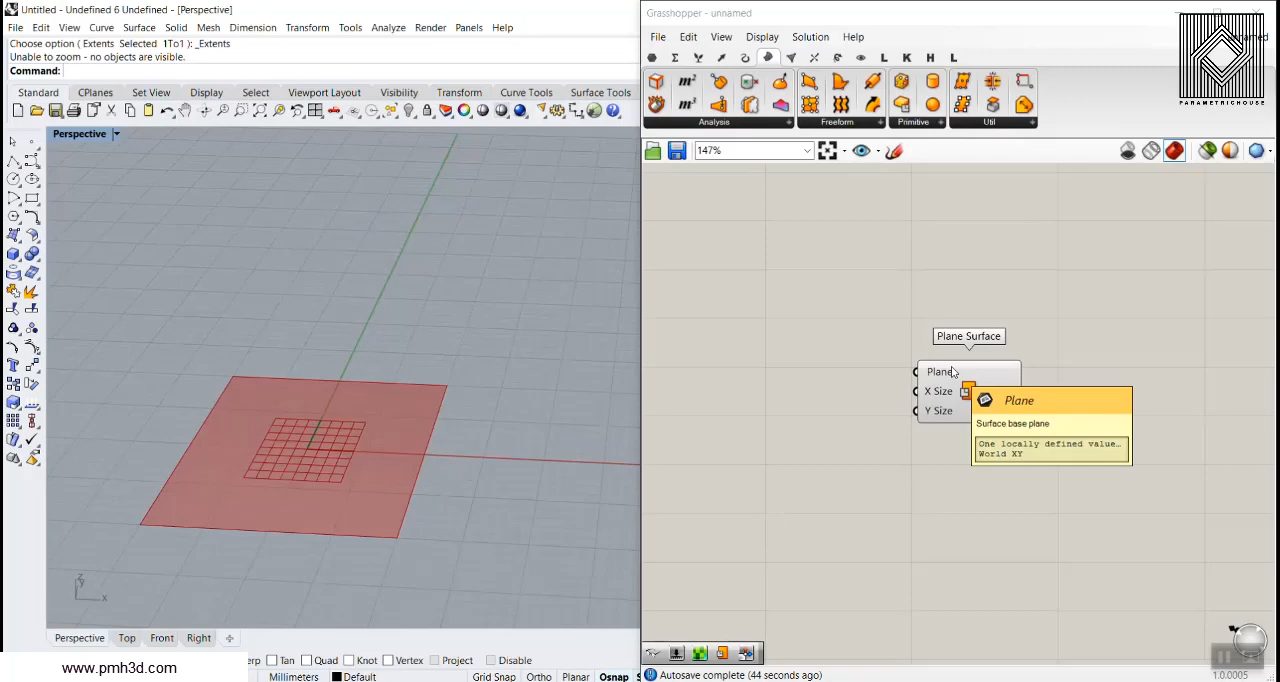 Untitled - Undefined 6 Undefined - [Perspective]
File Edit View Curve Surface Solid Mesh Dimension Transform Tools Analyze Render Panels Help
Choose option ( Extents Selected 1To1 ): _Extents
Unable to zoom - no objects are visible.
Command:
Standard CPlanes Set View Display Select Viewport Layout Visibility Transform Curve Tools Surface Tools
Perspective
z
y
x
Perspective Top Front Right
Tan Quad Knot Vertex Project Disable
www.pmh3d.com
Millimeters Default Grid Snap Ortho Planar Osnap
Grasshopper - unnamed
PARAMETRICHOUSE
File Edit View Display Solution Help
L K H L
m²
m³
Analysis Freeform Primitive Util
147%
Plane Surface
Plane
X Size
Y Size
Plane
Surface base plane
One locally defined value…
World XY
Autosave complete (44 seconds ago)
1.0.0005